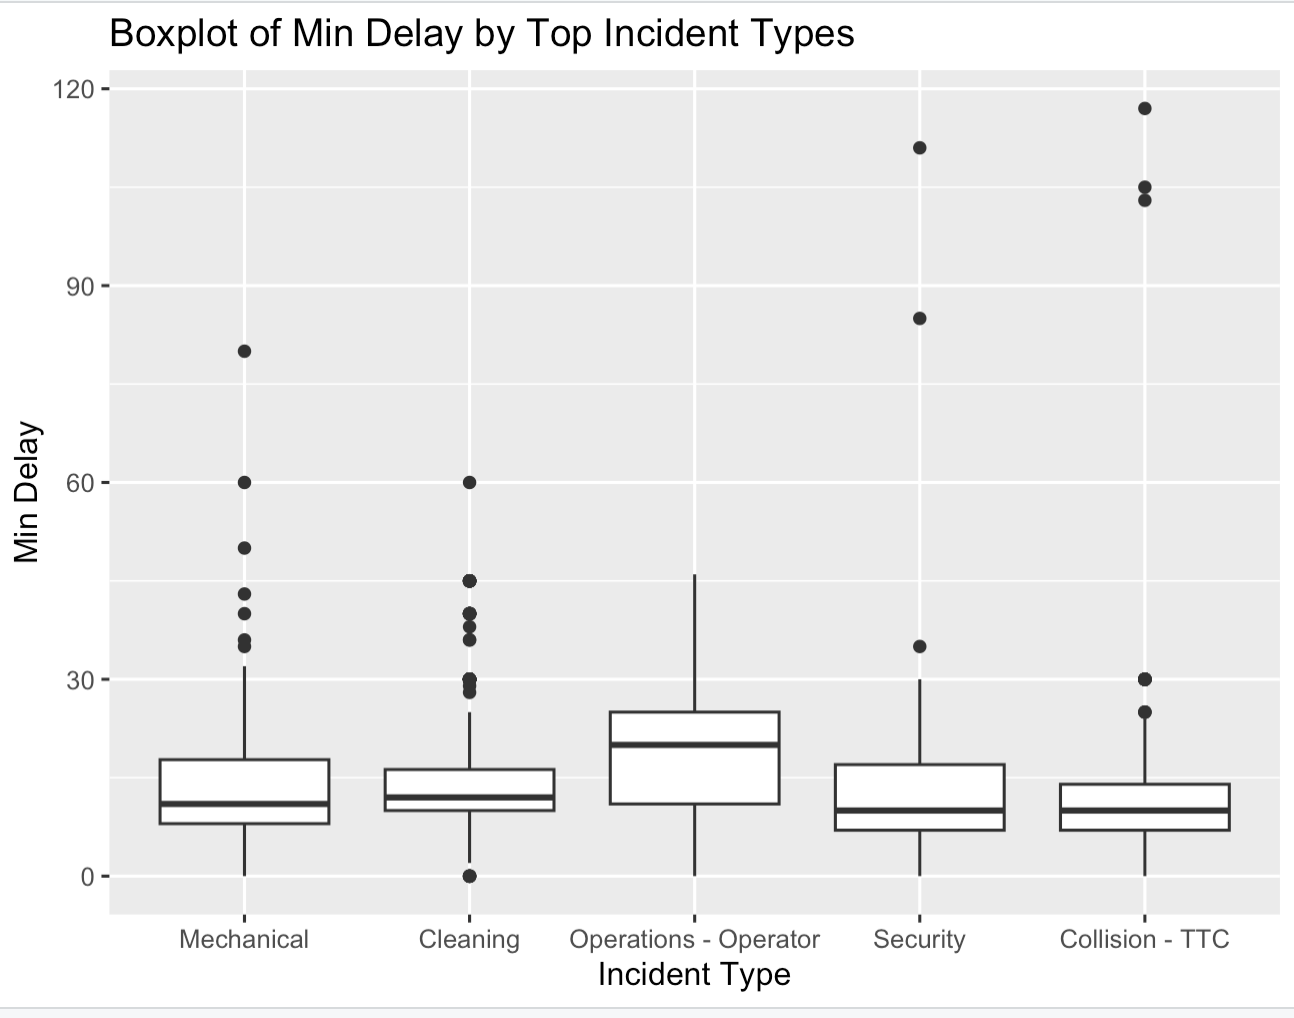 Boxplot of Min Delay by Top Incident Types
120
90
60
30
0
Min Delay
Mechanical Cleaning Operations - Operator Security Collision - TTC
Incident Type